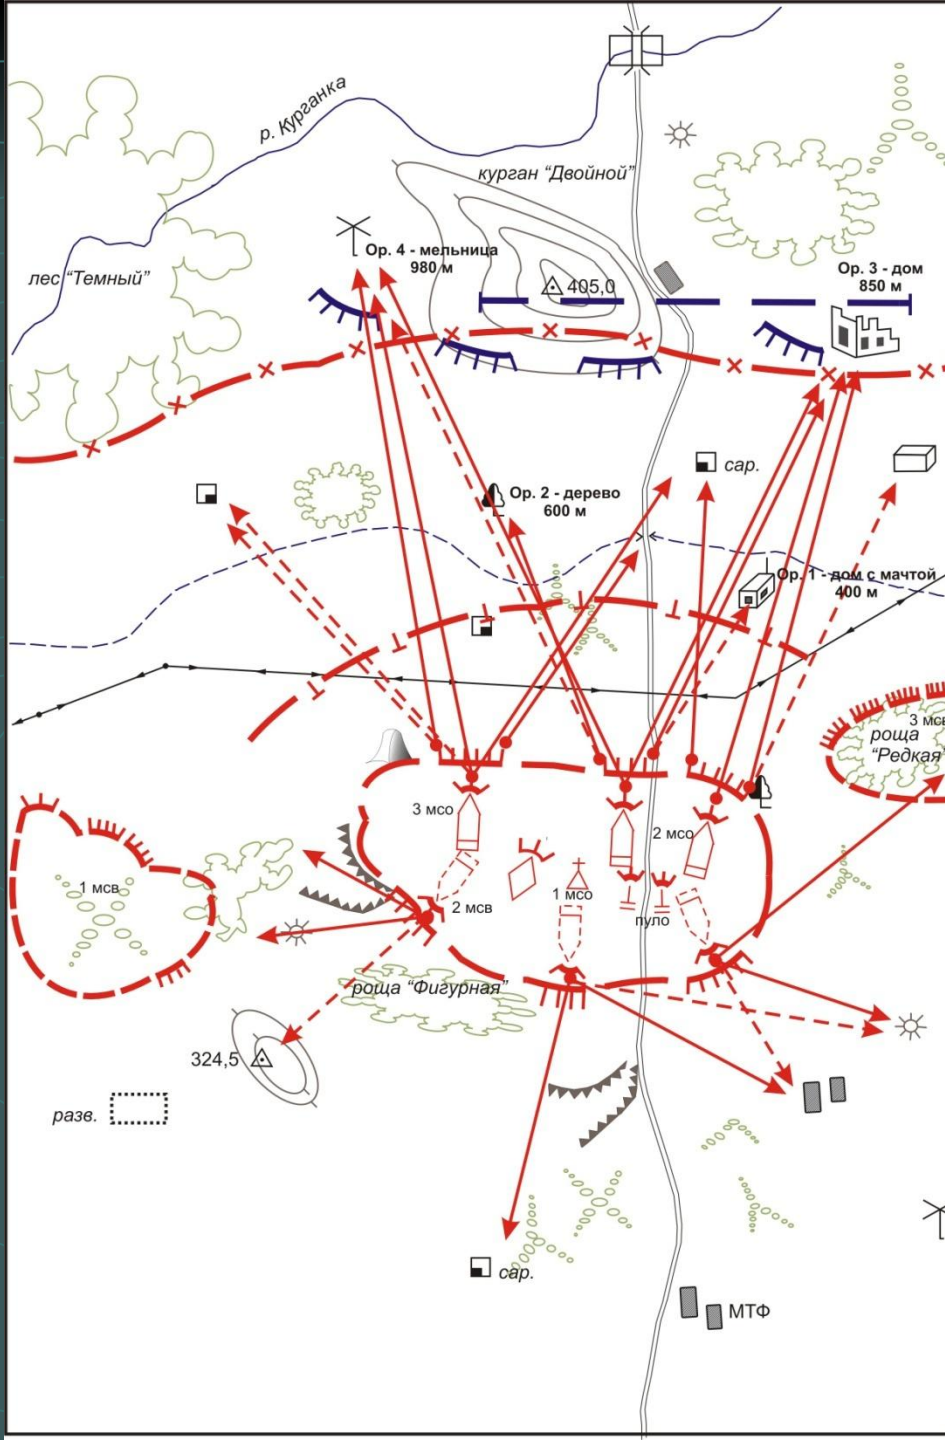 р. Курганка
курган “Двойной”
Ор. 4 - мельница
980 м
лес “Темный”
405,0
Ор. 3 - дом
850 м
сар.
Ор. 2 - дерево
600 м
Ор. 1 - дом с мачтой
400 м
3 мсв
роща
“Редкая”
3 мсо
2 мсо
1 мсв
1 мсо
2 мсв
пуло
роща “Фигурная”
324,5
разв.
сар.
МТФ